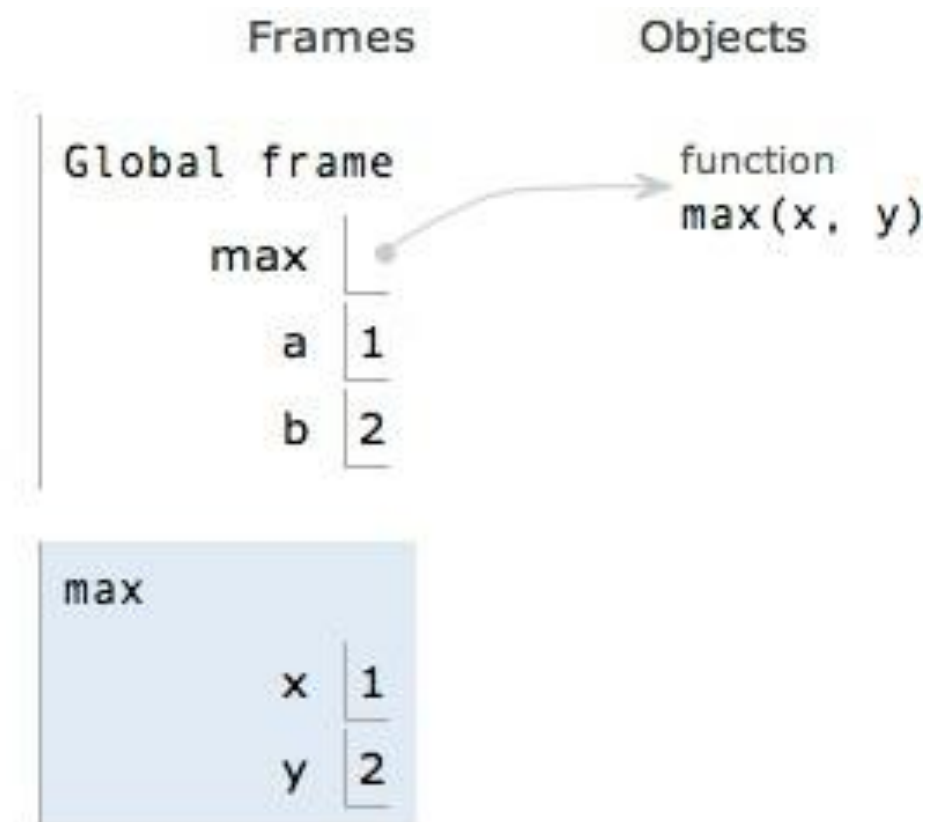 Frames Objects
Global frame
function
max(x, y)
max
a 1
b 2
max
x 1
y 2